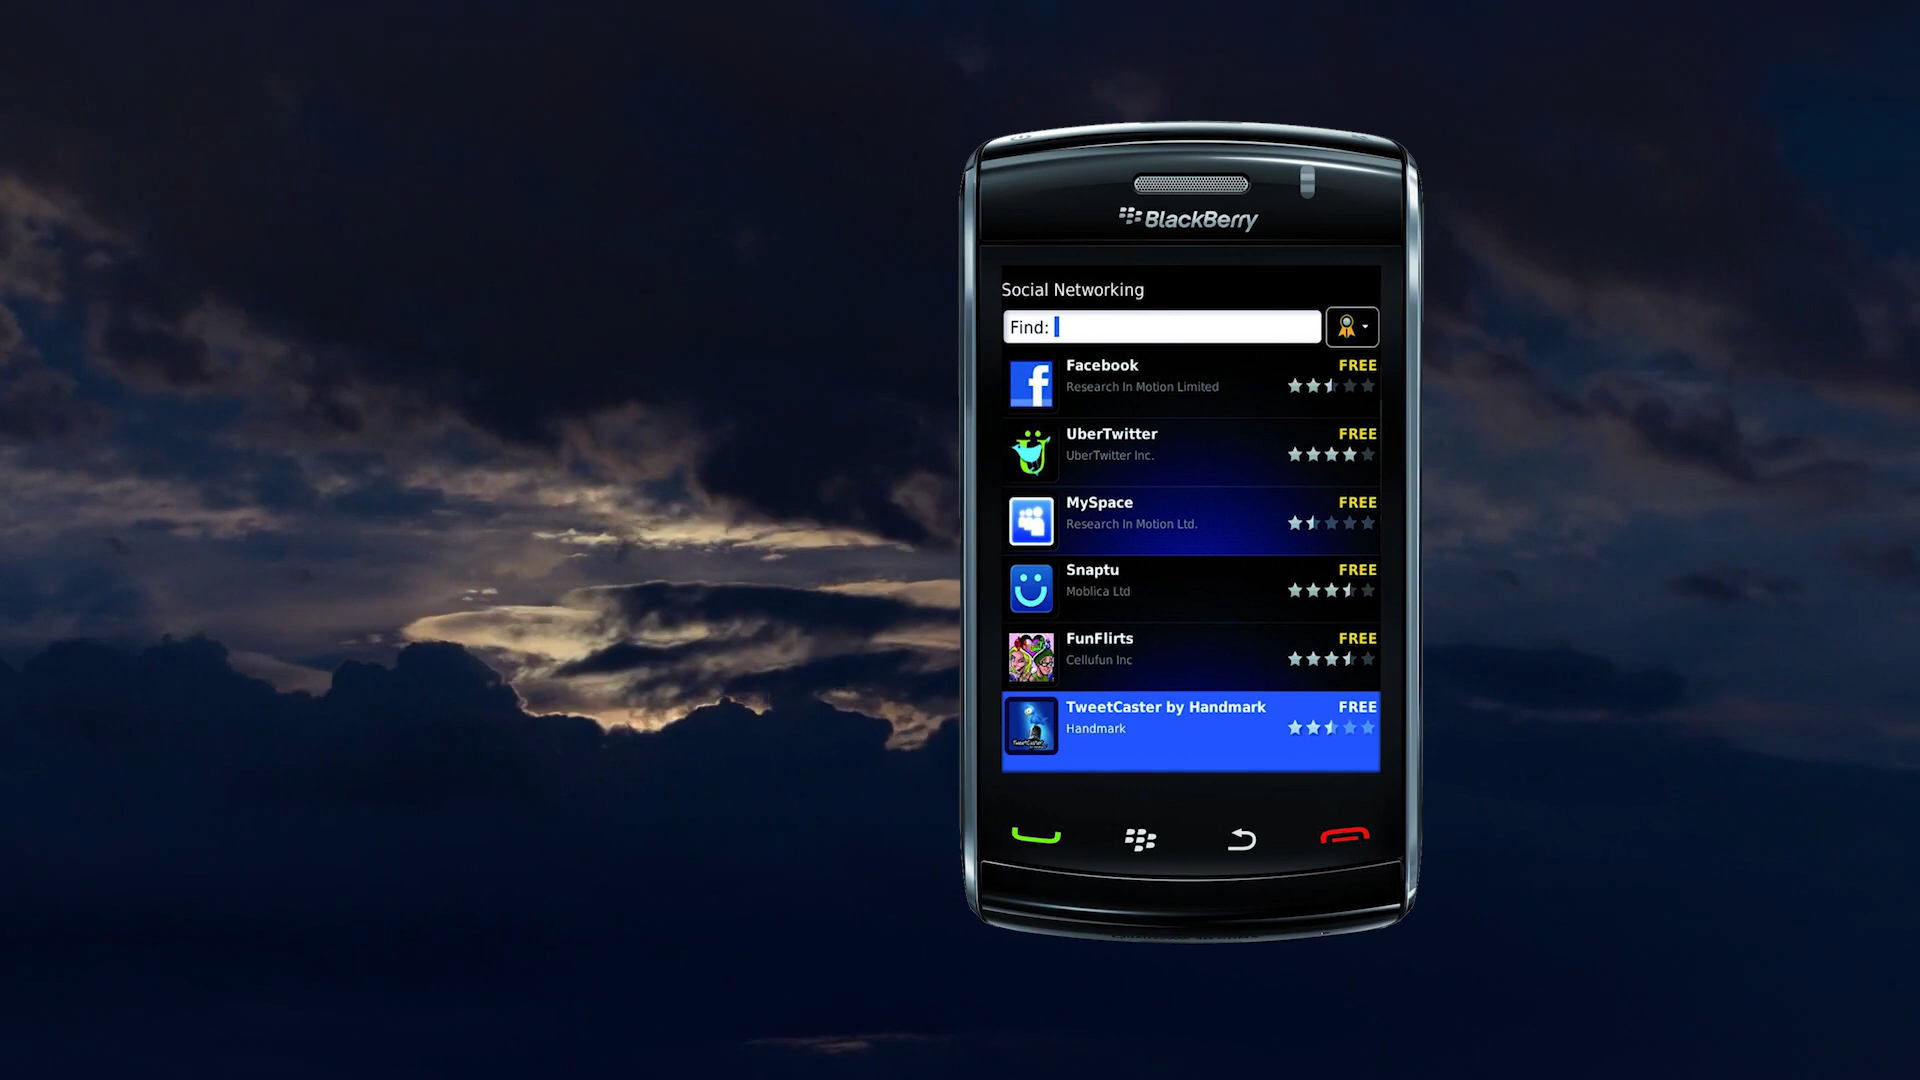 BlackBerry
Social Networking
Find:
Facebook FREE
Research In Motion Limited
UberTwitter FREE
UberTwitter Inc.
MySpace FREE
Research In Motion Ltd.
Snaptu FREE
Moblica Ltd
FunFlirts FREE
Cellufun Inc
TweetCaster by Handmark FREE
Handmark
TweetCaster